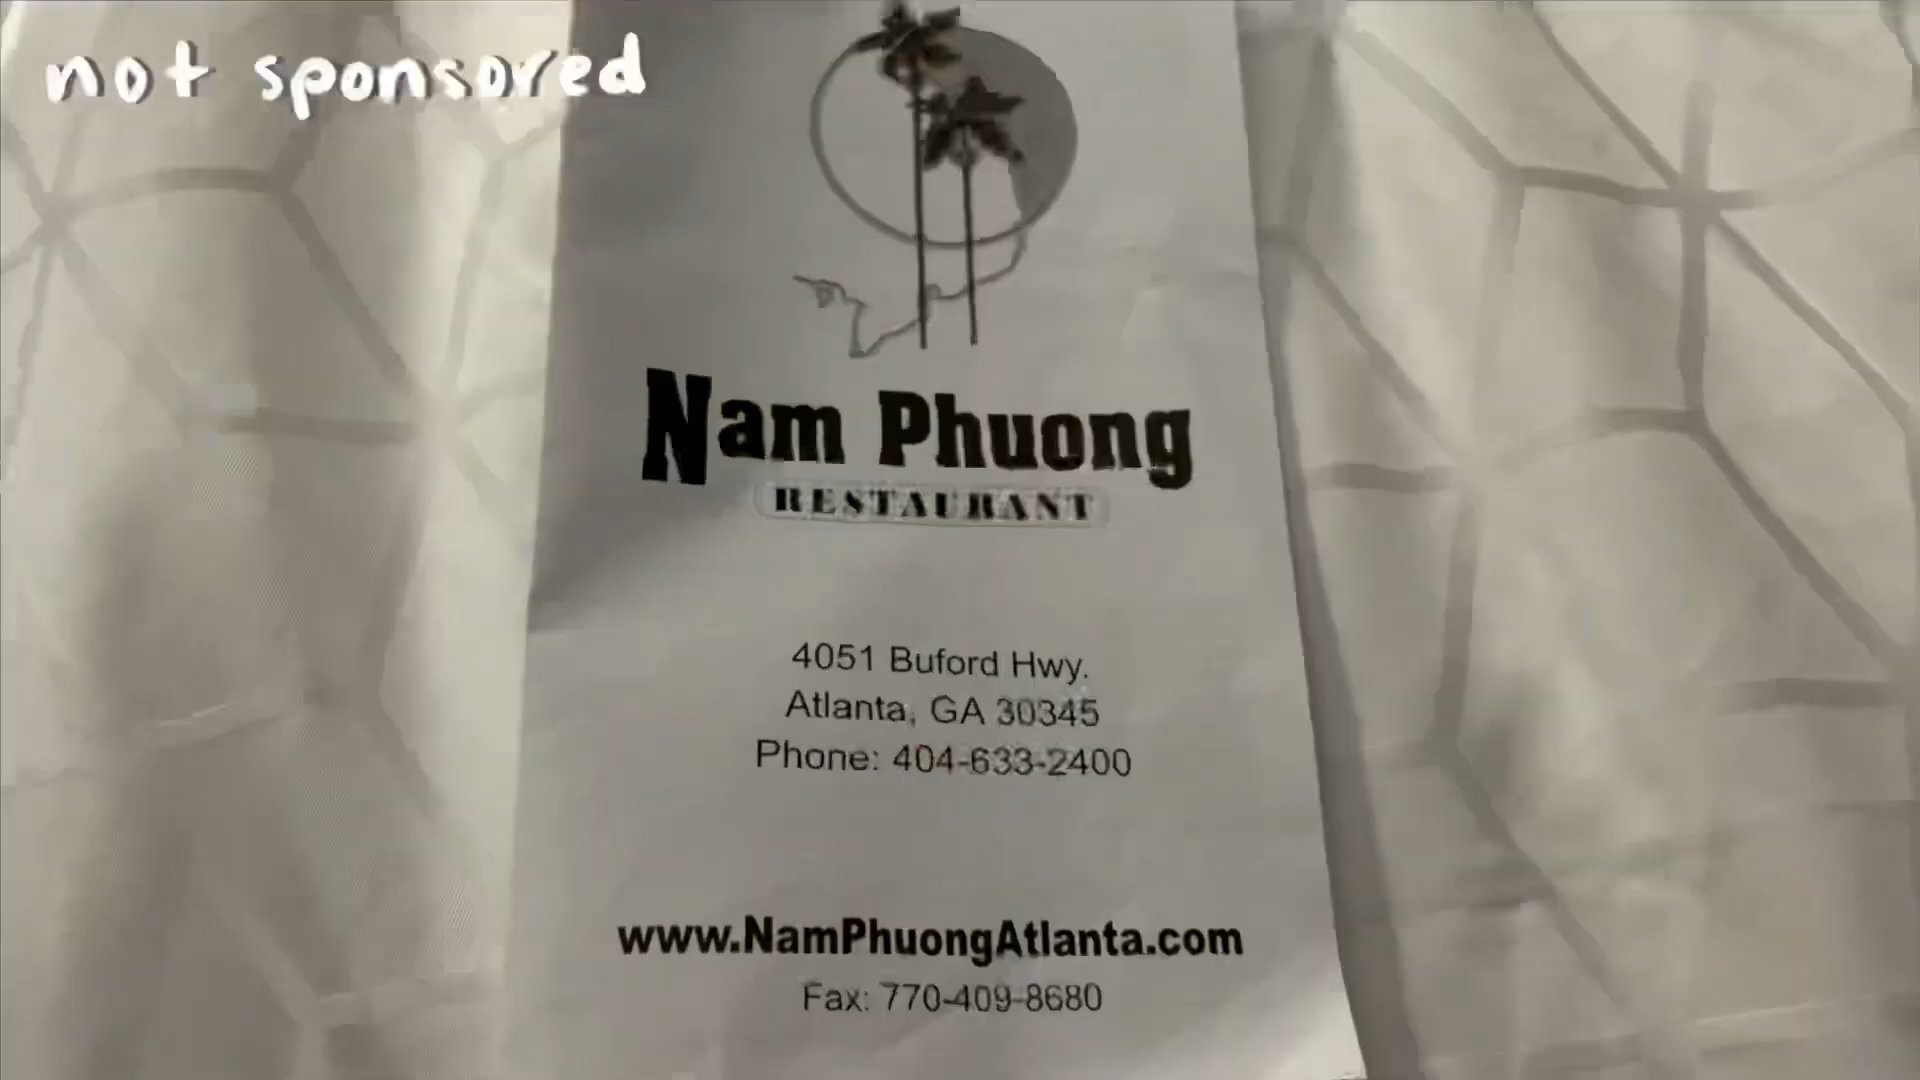 not sponsored
Nam Phuong
RESTAURANT
4051 Buford Hwy.
Atlanta, GA 30345
Phone: 404-633-2400
www.NamPhuongAtlanta.com
Fax: 770-409-8680